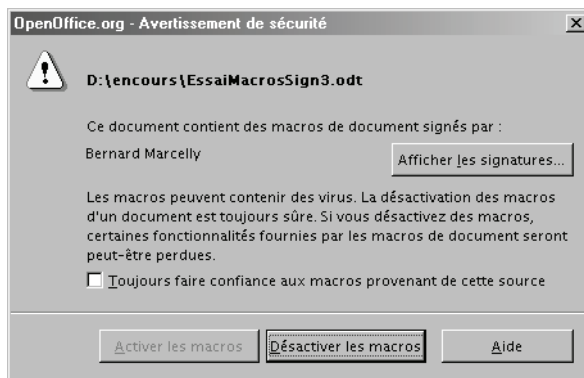 OpenOffice.org - Avertissement de sécurité
D:\encours\EssaiMacrosSign3.odt
Ce document contient des macros de document signés par :
Bernard Marcelly
Afficher les signatures...
Les macros peuvent contenir des virus. La désactivation des macros
d'un document est toujours sûre. Si vous désactivez des macros,
certaines fonctionnalités fournies par les macros de document seront
peut-être perdues.
Toujours faire confiance aux macros provenant de cette source
Activer les macros
Désactiver les macros
Aide